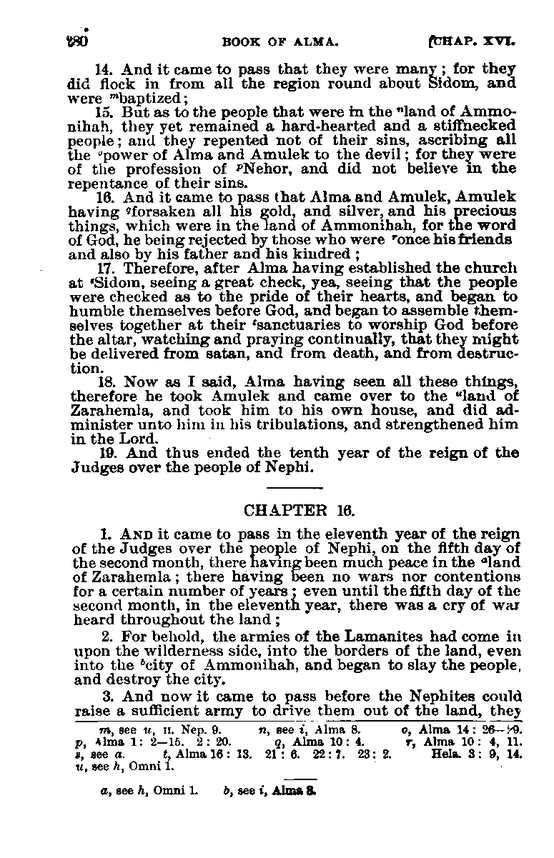 280 BOOK OF ALMA. [CHAP. XVI.
14. And it came to pass that they were many; for they
did flock in from all the region round about Sidom, and
were ᵐbaptized;
15. But as to the people that were in the ⁿland of Ammo-
nihah, they yet remained a hard-hearted and a stiffnecked
people; and they repented not of their sins, ascribing all
the ᵒpower of Alma and Amulek to the devil; for they were
of the profession of ᵖNehor, and did not believe in the
repentance of their sins.
16. And it came to pass that Alma and Amulek, Amulek
having ᑫforsaken all his gold, and silver, and his precious
things, which were in the land of Ammonihah, for the word
of God, he being rejected by those who were ʳonce his friends
and also by his father and his kindred;
17. Therefore, after Alma having established the church
at ˢSidom, seeing a great check, yea, seeing that the people
were checked as to the pride of their hearts, and began to
humble themselves before God, and began to assemble them-
selves together at their ᵗsanctuaries to worship God before
the altar, watching and praying continually, that they might
be delivered from satan, and from death, and from destruc-
tion.
18. Now as I said, Alma having seen all these things,
therefore he took Amulek and came over to the ᵘland of
Zarahemla, and took him to his own house, and did ad-
minister unto him in his tribulations, and strengthened him
in the Lord.
19. And thus ended the tenth year of the reign of the
Judges over the people of Nephi.
CHAPTER 16.
1. AND it came to pass in the eleventh year of the reign
of the Judges over the people of Nephi, on the fifth day of
the second month, there having been much peace in the ᵃland
of Zarahemla; there having been no wars nor contentions
for a certain number of years; even until the fifth day of the
second month, in the eleventh year, there was a cry of war
heard throughout the land;
2. For behold, the armies of the Lamanites had come in
upon the wilderness side, into the borders of the land, even
into the ᵇcity of Ammonihah, and began to slay the people,
and destroy the city.
3. And now it came to pass before the Nephites could
raise a sufficient army to drive them out of the land, they
m, see u, II. Nep. 9. n, see i, Alma 8. o, Alma 14: 26—29.
p, Alma 1: 2—15. 2: 20. q, Alma 10: 4. r, Alma 10: 4, 11.
s, see a. t, Alma 16: 13. 21: 6. 22: 7. 23: 2. Hela. 3: 9, 14.
u, see h, Omni 1.
a, see h, Omni 1. b, see i, Alma 8.